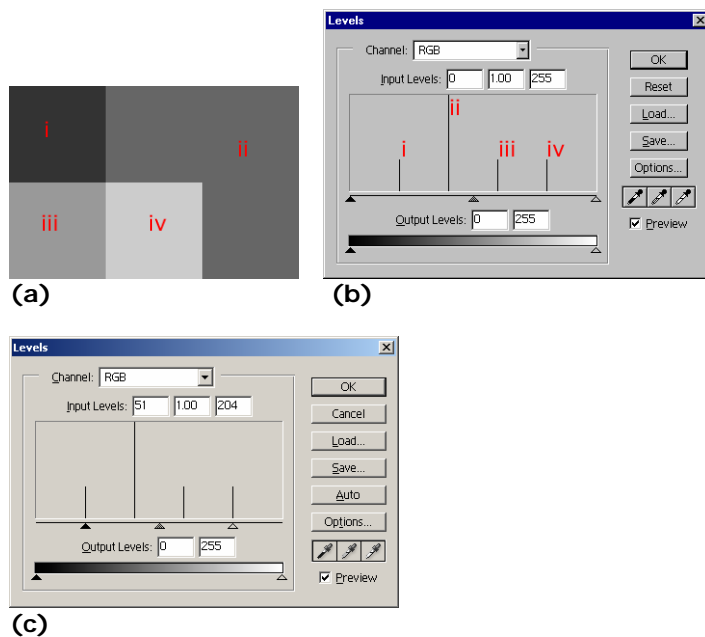 i
ii
iii
iv
(a)
Levels
Channel: RGB
Input Levels: 0 1.00 255
ii
i
iii
iv
Output Levels: 0 255
OK
Reset
Load...
Save...
Options...
Preview
(b)
Levels
Channel: RGB
Input Levels: 51 1.00 204
Output Levels: 0 255
OK
Cancel
Load...
Save...
Auto
Options...
Preview
(c)